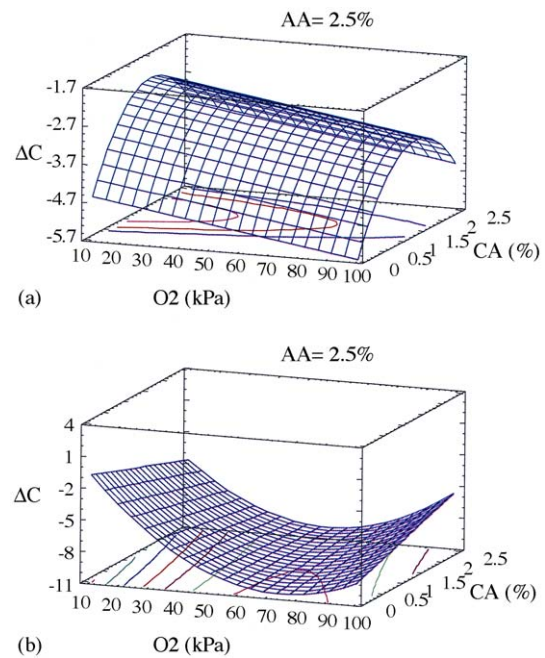 AA= 2.5%
-1.7
-2.7
ΔC -3.7
-4.7
-5.7
10 20 30 40 50 60 70 80 90 100
0 0.5 1 1.5 2 2.5
CA (%)
(a) O2 (kPa)
AA= 2.5%
4
1
ΔC -2
-5
-8
-11
10 20 30 40 50 60 70 80 90 100
0 0.5 1 1.5 2 2.5
CA (%)
(b) O2 (kPa)